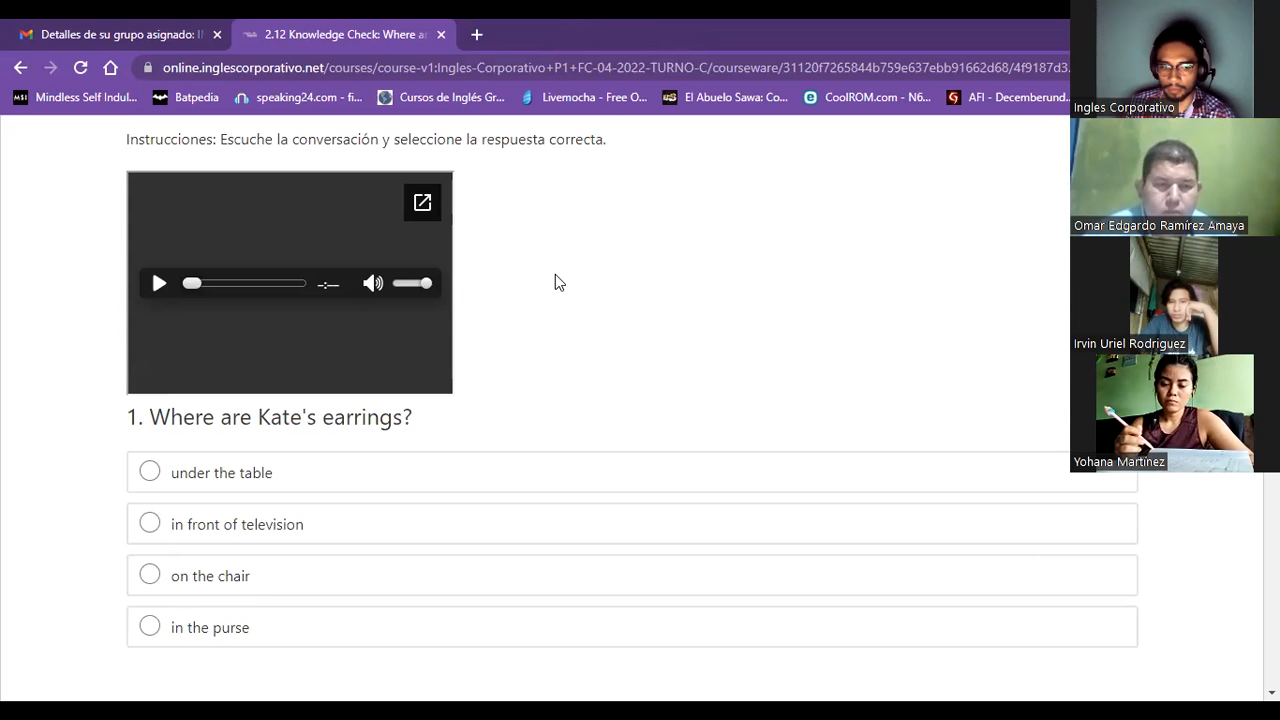 Detalles de su grupo asignado: I
2.12 Knowledge Check: Where a
online.inglescorporativo.net/courses/course-v1:Ingles-Corporativo+P1+FC-04-2022-TURNO-C/courseware/31120f7265844b759e637ebb91662d68/4f9187d3.
MSI Mindless Self Indul... Batpedia speaking24.com - fi... Cursos de Inglés Gr... Livemocha - Free O... El Abuelo Sawa: Co... CoolROM.com - N6... AFI - Decemberund...
Ingles Corporativo
Omar Edgardo Ramírez Amaya
Irvin Uriel Rodriguez
Yohana Martínez
Instrucciones: Escuche la conversación y seleccione la respuesta correcta.
-:--
1. Where are Kate's earrings?
under the table
in front of television
on the chair
in the purse